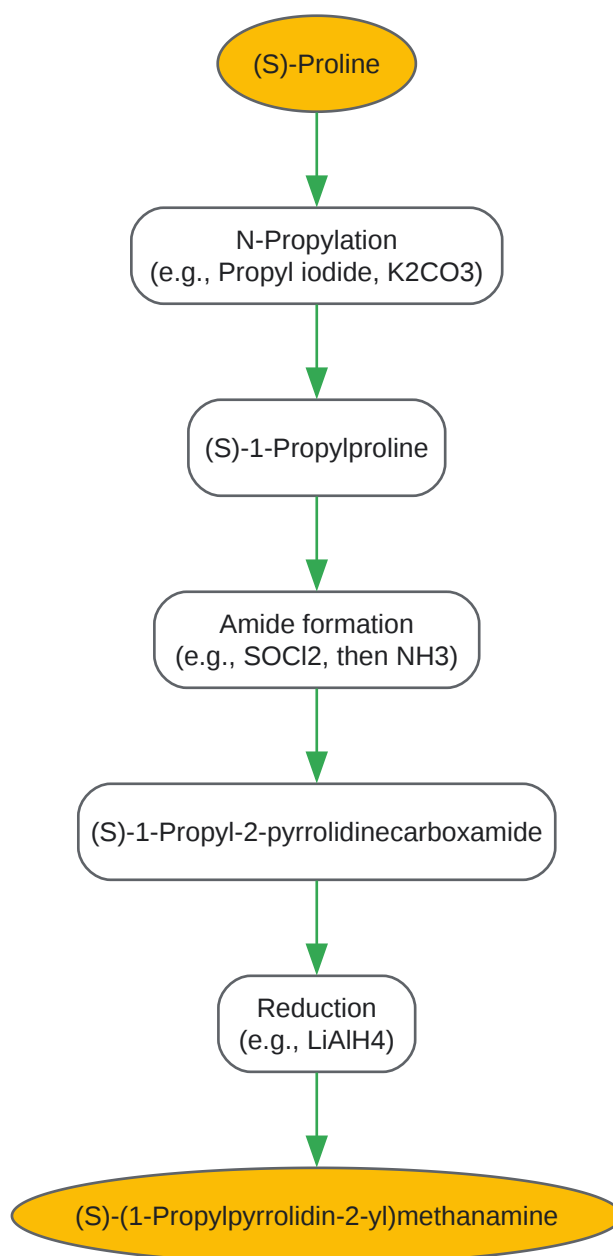 (S)-Proline
N-Propylation
(e.g., Propyl iodide, K2CO3)
(S)-1-Propylproline
Amide formation
(e.g., SOCl2, then NH3)
(S)-1-Propyl-2-pyrrolidinecarboxamide
Reduction
(e.g., LiAlH4)
(S)-(1-Propylpyrrolidin-2-yl)methanamine